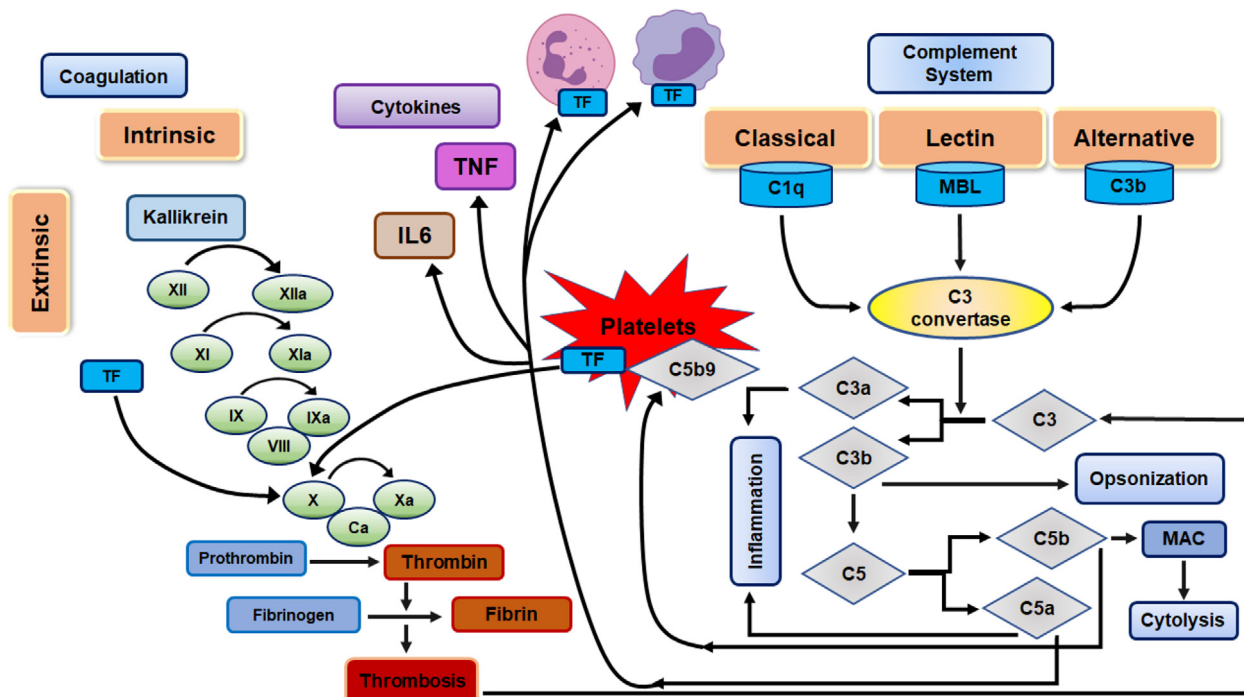 Coagulation
Intrinsic
Extrinsic
Kallikrein
XII
XIIa
XI
XIa
TF
IX
IXa
VIII
X
Xa
Ca
Prothrombin
Thrombin
Fibrinogen
Fibrin
Thrombosis
Cytokines
TNF
IL6
TF
TF
Platelets
TF
C5b9
Complement
System
Classical
Lectin
Alternative
C1q
MBL
C3b
C3
convertase
C3a
C3
C3b
Opsonization
Inflammation
C5
C5b
MAC
C5a
Cytolysis